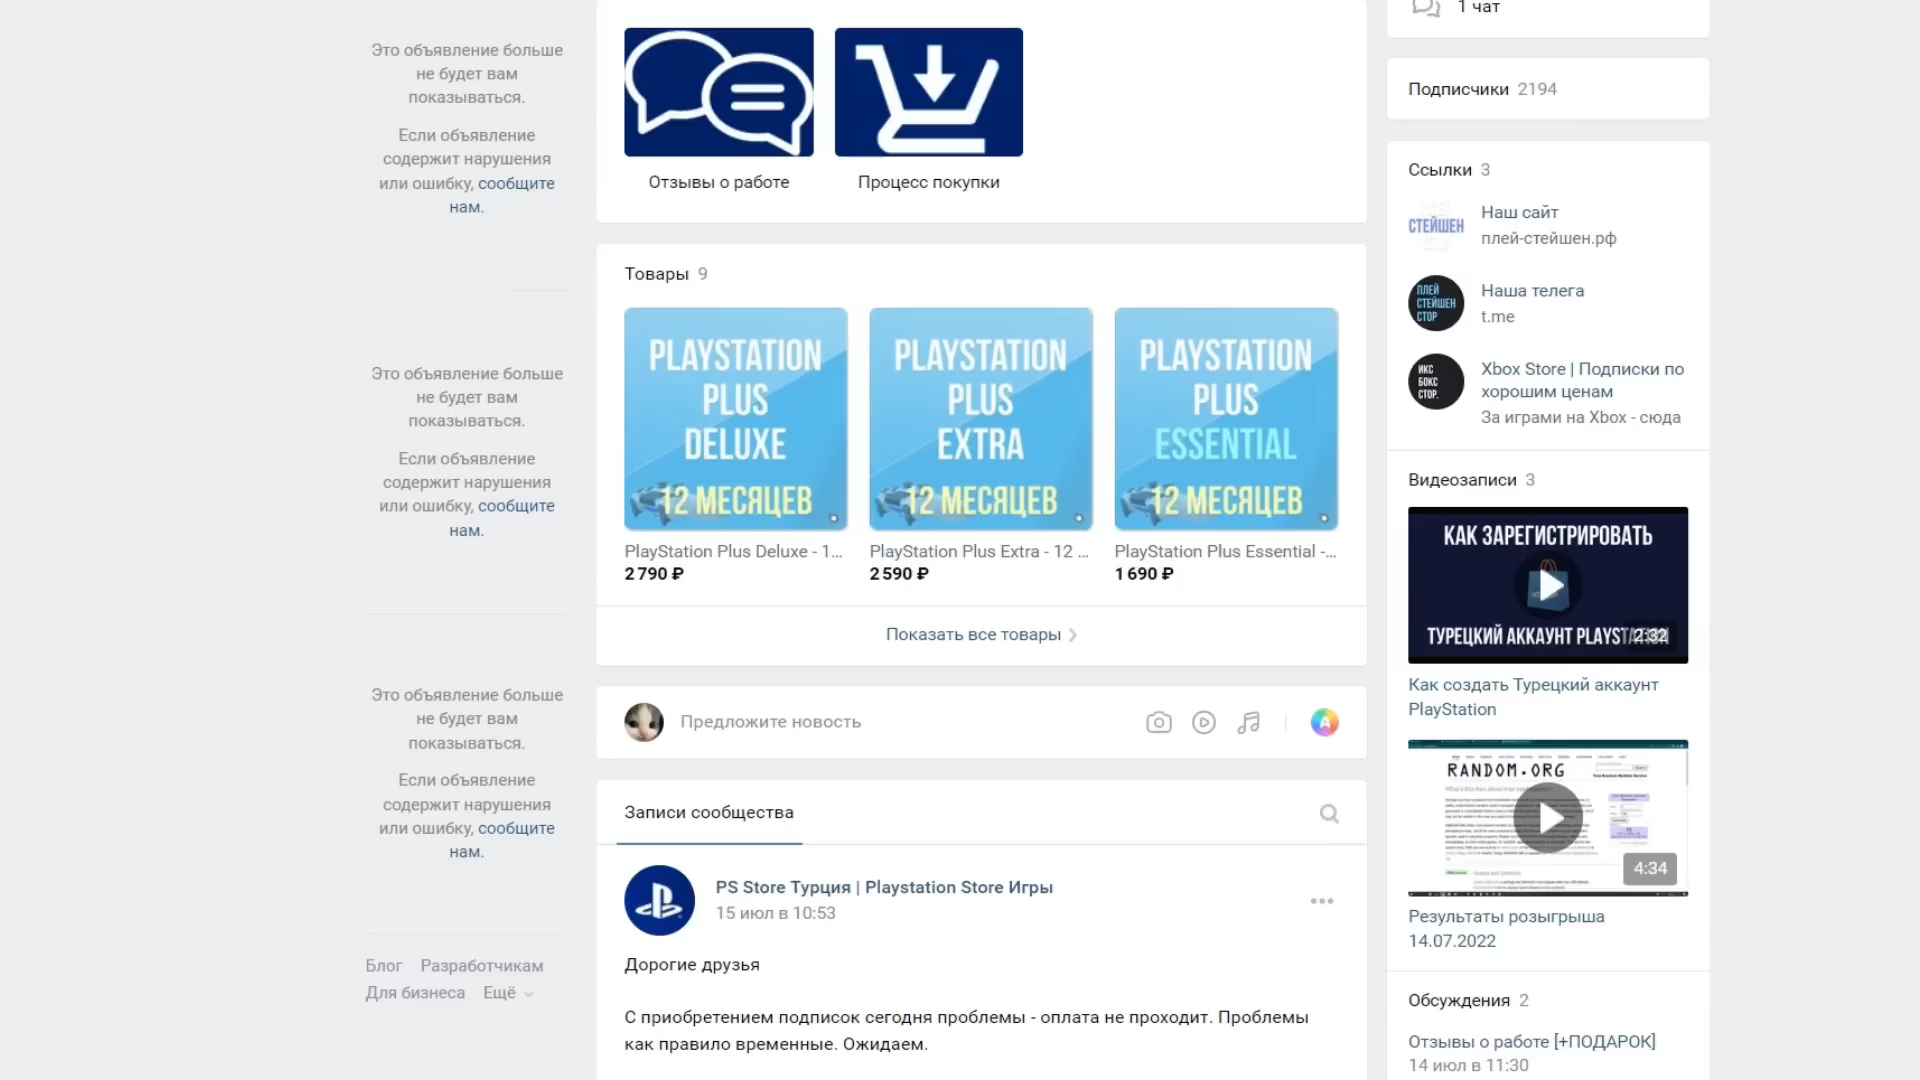 Это объявление больше
не будет вам
показываться.
Если объявление
содержит нарушения
или ошибку, сообщите
нам.
Это объявление больше
не будет вам
показываться.
Если объявление
содержит нарушения
или ошибку, сообщите
нам.
Это объявление больше
не будет вам
показываться.
Если объявление
содержит нарушения
или ошибку, сообщите
нам.
Блог Разработчикам
Для бизнеса Ещё
Отзывы о работе
Процесс покупки
Товары 9
PLAYSTATION
PLUS
DELUXE
12 МЕСЯЦЕВ
PlayStation Plus Deluxe - 1...
2 790 ₽
PLAYSTATION
PLUS
EXTRA
12 МЕСЯЦЕВ
PlayStation Plus Extra - 12 ...
2 590 ₽
PLAYSTATION
PLUS
ESSENTIAL
12 МЕСЯЦЕВ
PlayStation Plus Essential -...
1 690 ₽
Показать все товары
Предложите новость
Записи сообщества
PS Store Турция | Playstation Store Игры
15 июл в 10:53
Дорогие друзья
С приобретением подписок сегодня проблемы - оплата не проходит. Проблемы
как правило временные. Ожидаем.
1 чат
Подписчики 2194
Ссылки 3
СТЕЙШЕН
Наш сайт
плей-стейшен.рф
ПЛЕЙ
СТЕЙШЕН
СТОР
Наша телега
t.me
ИКС
БОКС
СТОР.
Xbox Store | Подписки по
хорошим ценам
За играми на Xbox - сюда
Видеозаписи 3
КАК ЗАРЕГИСТРИРОВАТЬ
ТУРЕЦКИЙ АККАУНТ PLAYSTATION
2:32
Как создать Турецкий аккаунт
PlayStation
RANDOM.ORG
4:34
Результаты розыгрыша
14.07.2022
Обсуждения 2
Отзывы о работе [+ПОДАРОК]
14 июл в 11:30